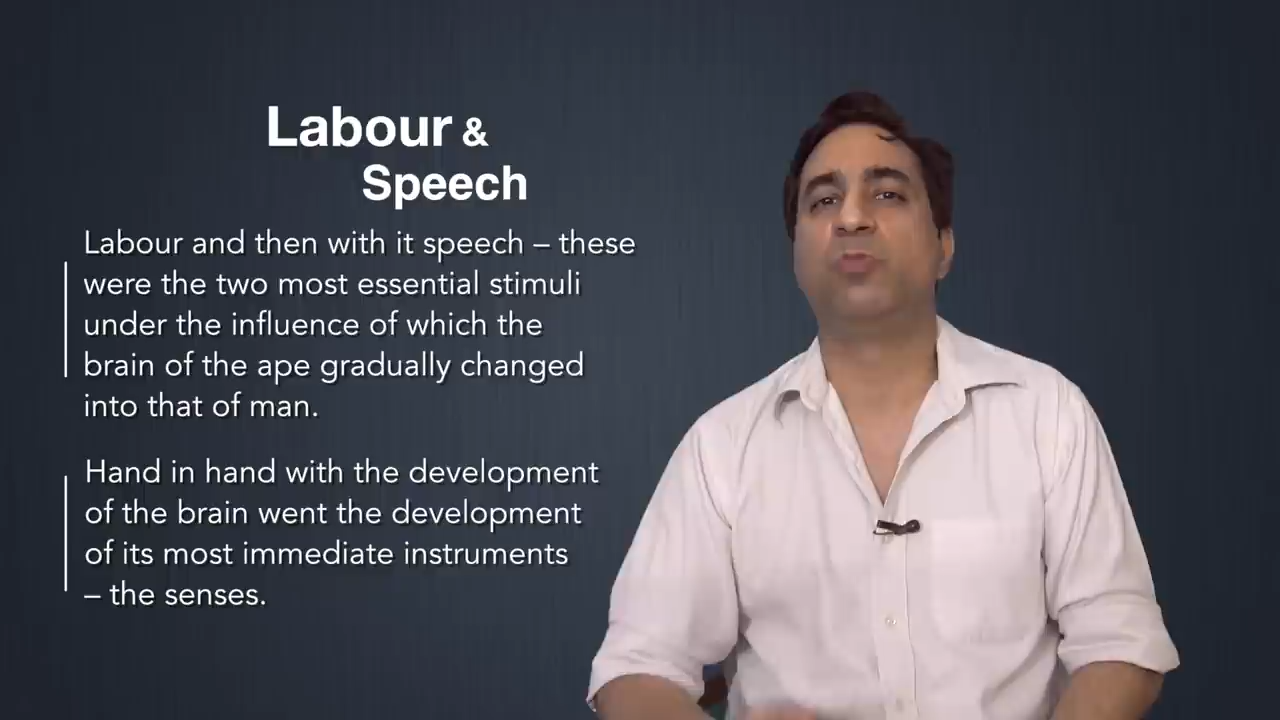 Labour &
Speech
Labour and then with it speech – these
were the two most essential stimuli
under the influence of which the
brain of the ape gradually changed
into that of man.
Hand in hand with the development
of the brain went the development
of its most immediate instruments
– the senses.